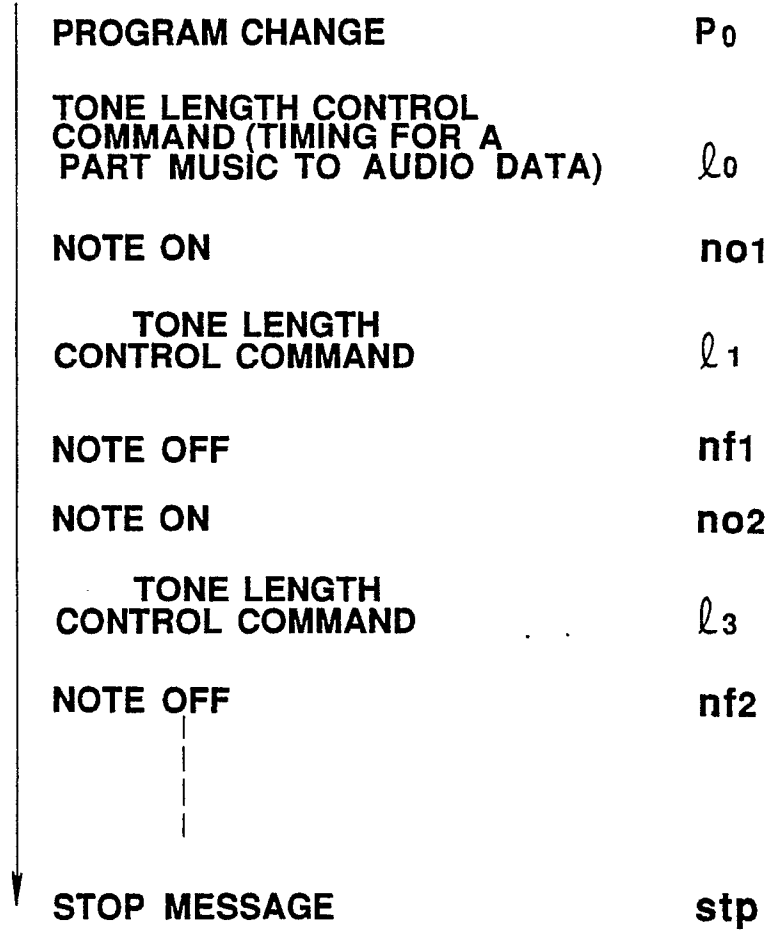 PROGRAM CHANGE P0
TONE LENGTH CONTROL
COMMAND (TIMING FOR A
PART MUSIC TO AUDIO DATA) ℓ0
NOTE ON no1
TONE LENGTH
CONTROL COMMAND ℓ1
NOTE OFF nf1
NOTE ON no2
TONE LENGTH
CONTROL COMMAND ℓ3
NOTE OFF nf2
STOP MESSAGE stp